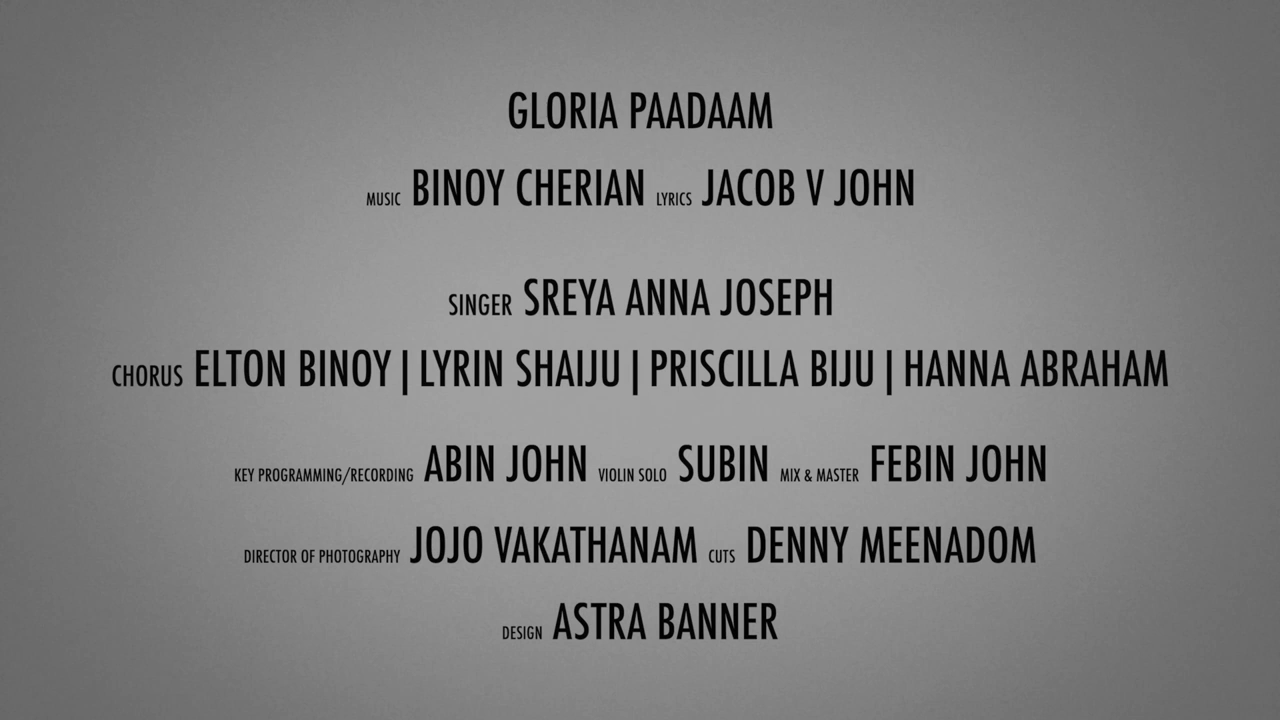 GLORIA PAADAAM
MUSIC BINOY CHERIAN LYRICS JACOB V JOHN
SINGER SREYA ANNA JOSEPH
CHORUS ELTON BINOY | LYRIN SHAIJU | PRISCILLA BIJU | HANNA ABRAHAM
KEY PROGRAMMING/RECORDING ABIN JOHN VIOLIN SOLO SUBIN MIX & MASTER FEBIN JOHN
DIRECTOR OF PHOTOGRAPHY JOJO VAKATHANAM CUTS DENNY MEENADOM
DESIGN ASTRA BANNER